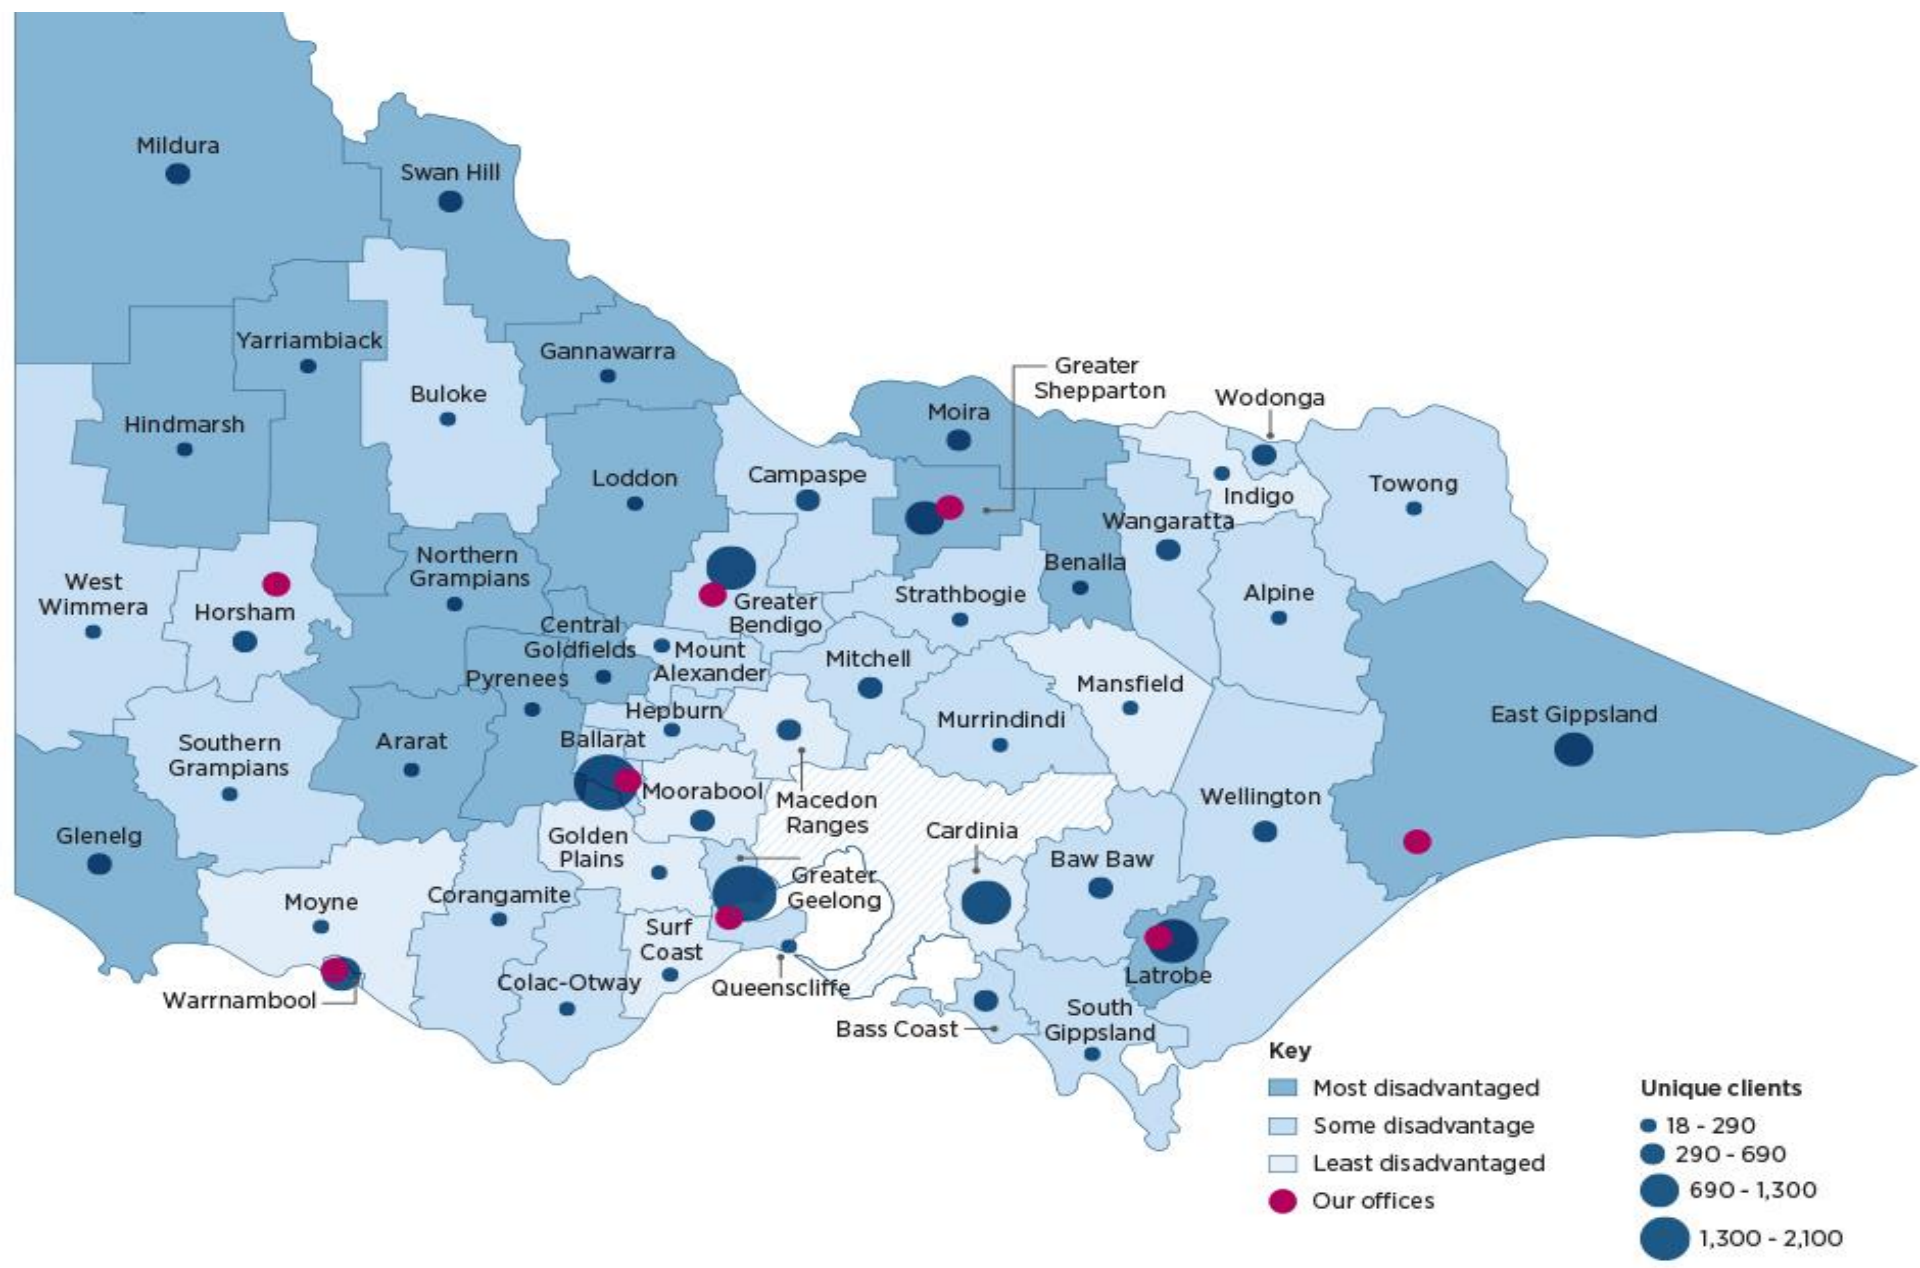 Mildura
Swan Hill
Yarriambiack
Gannawarra
Greater
Shepparton
Buloke
Wodonga
Hindmarsh
Moira
Loddon
Campaspe
Indigo
Towong
Wangaratta
Northern
Grampians
Benalla
West
Wimmera
Horsham
Strathbogie
Alpine
Greater
Bendigo
Central
Goldfields
Mount
Alexander
Mitchell
Pyrenees
Mansfield
Hepburn
Murrindindi
East Gippsland
Southern
Grampians
Ararat
Ballarat
Moorabool
Macedon
Ranges
Wellington
Glenelg
Golden
Plains
Cardinia
Baw Baw
Greater
Geelong
Moyne
Corangamite
Surf
Coast
Latrobe
Colac-Otway
Queenscliffe
Warrnambool
South
Gippsland
Bass Coast
Key
Most disadvantaged
Some disadvantage
Least disadvantaged
Our offices
Unique clients
18 - 290
290 - 690
690 - 1,300
1,300 - 2,100